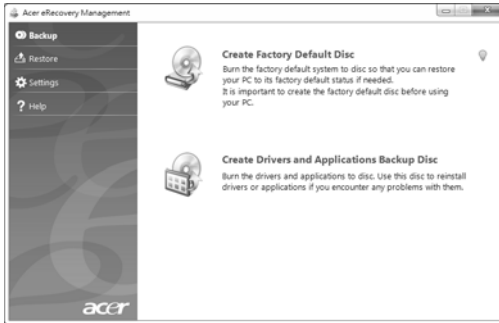 Acer eRecovery Management
Backup
Restore
Settings
Help
Create Factory Default Disc
Burn the factory default system to disc so that you can restore
your PC to its factory default status if needed.
It is important to create the factory default disc before using
your PC.
Create Drivers and Applications Backup Disc
Burn the drivers and applications to disc. Use this disc to reinstall
drivers or applications if you encounter any problems with them.
acer